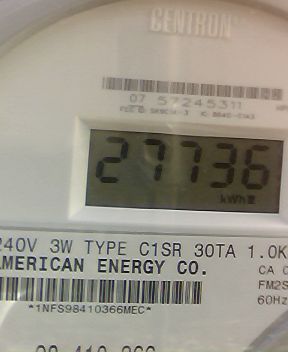 CENTRON
07 57245311
27736
kWh
240V 3W TYPE C1SR 30TA 1.0K
AMERICAN ENERGY CO.
CA
FM2S
60Hz
*1NFS98410366MEC*